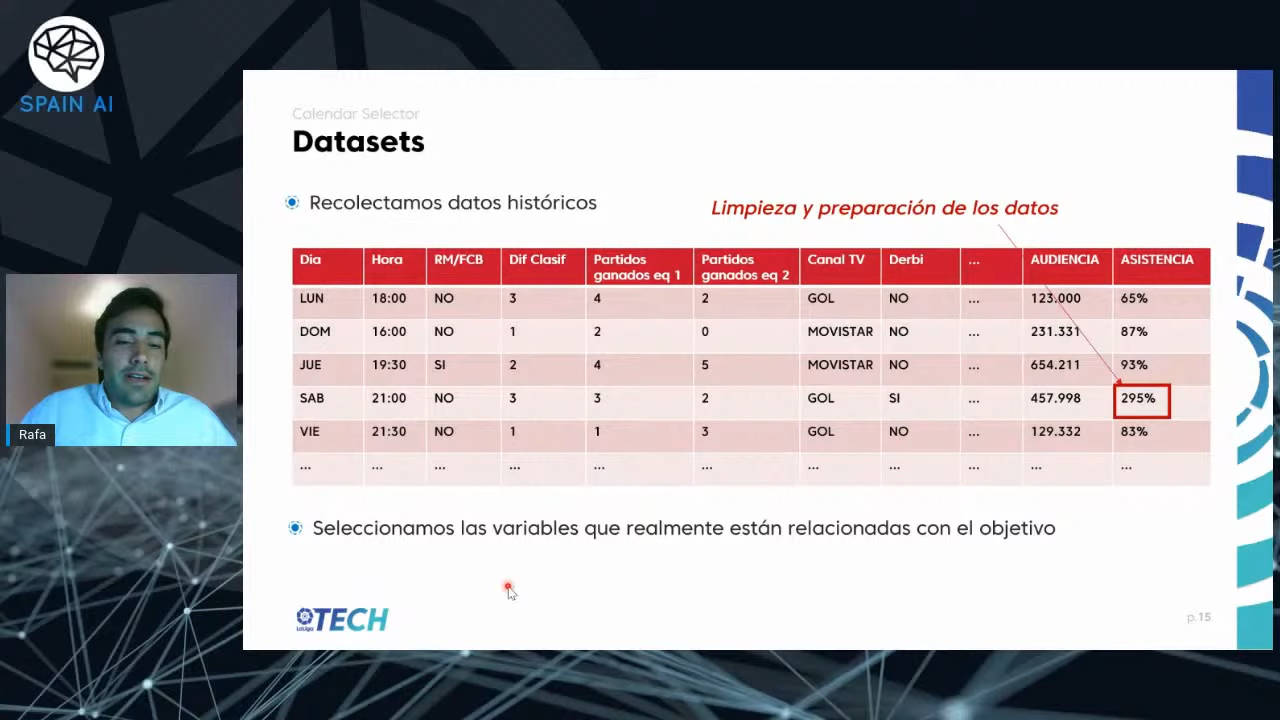 SPAIN AI
Calendar Selector
Datasets
Recolectamos datos históricos
Limpieza y preparación de los datos
Dia Hora RM/FCB Dif Clasif Partidos ganados eq 1 Partidos ganados eq 2 Canal TV Derbi ... AUDIENCIA ASISTENCIA
LUN 18:00 NO 3 4 2 GOL NO ... 123.000 65%
DOM 16:00 NO 1 2 0 MOVISTAR NO ... 231.331 87%
JUE 19:30 SI 2 4 5 MOVISTAR NO ... 654.211 93%
SAB 21:00 NO 3 3 2 GOL SI ... 457.998 295%
VIE 21:30 NO 1 1 3 GOL NO ... 129.332 83%
... ... ... ... ... ... ... ... ... ... ...
Seleccionamos las variables que realmente están relacionadas con el objetivo
Rafa
LaLiga TECH
p.15